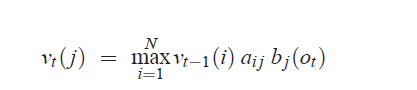 v_t(j) = \max_{i=1}^{N} v_{t-1}(i) a_{ij} b_j(o_t)